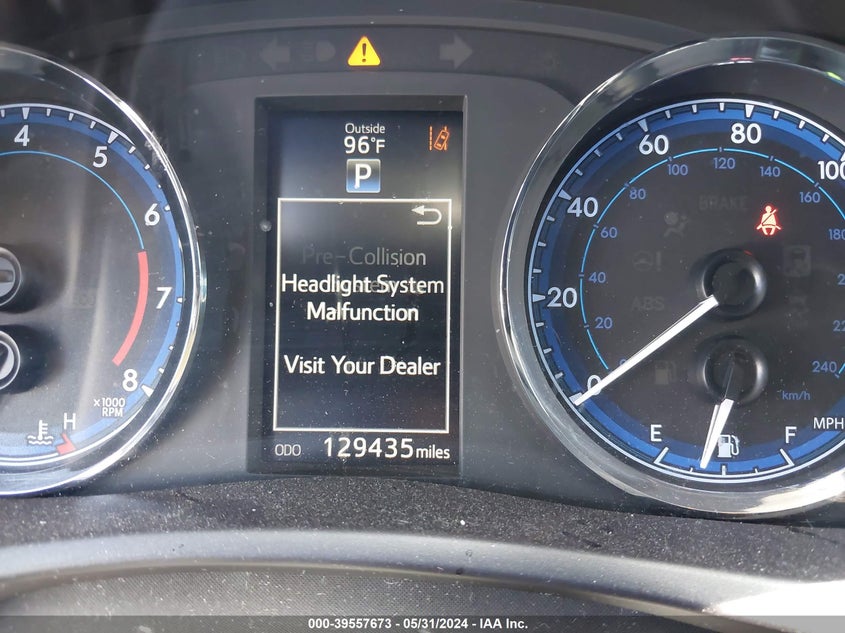 Outside
96°F
P
Pre-Collision
Headlight System
Malfunction
Visit Your Dealer
ODO 129435 miles
4
5
6
7
8
x1000
RPM
H
0
20
40
60
80
100
20
40
60
80
100
120
140
160
240
km/h
MPH
BRAKE
ABS
E
F
000-39557673 - 05/31/2024 - IAA Inc.